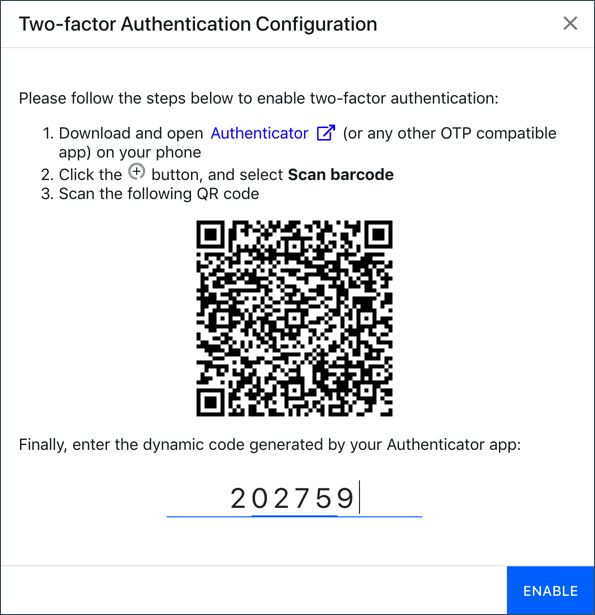 Two-factor Authentication Configuration
Please follow the steps below to enable two-factor authentication:
1. Download and open Authenticator (or any other OTP compatible
app) on your phone
2. Click the button, and select Scan barcode
3. Scan the following QR code
Finally, enter the dynamic code generated by your Authenticator app:
202759
ENABLE